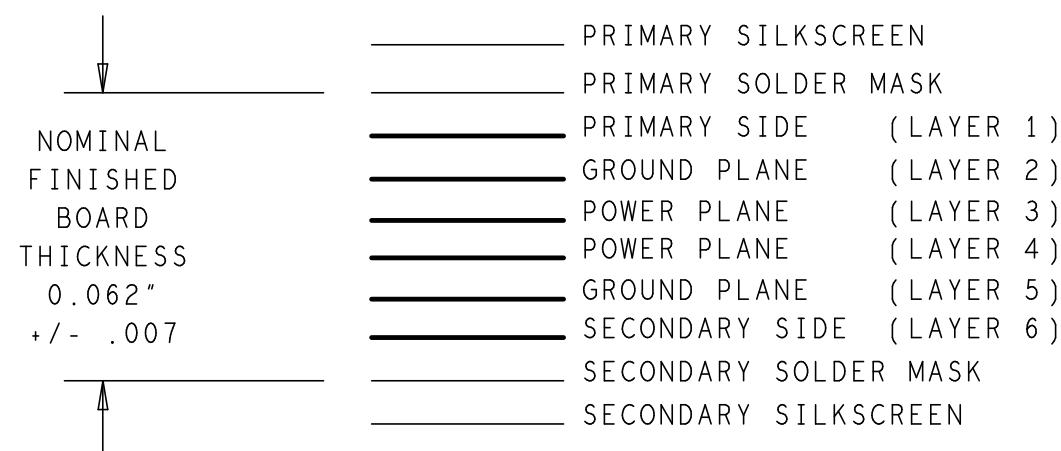 PRIMARY SILKSCREEN
PRIMARY SOLDER MASK
PRIMARY SIDE (LAYER 1)
GROUND PLANE (LAYER 2)
POWER PLANE (LAYER 3)
POWER PLANE (LAYER 4)
GROUND PLANE (LAYER 5)
SECONDARY SIDE (LAYER 6)
SECONDARY SOLDER MASK
SECONDARY SILKSCREEN
NOMINAL
FINISHED
BOARD
THICKNESS
0.062"
+/- .007